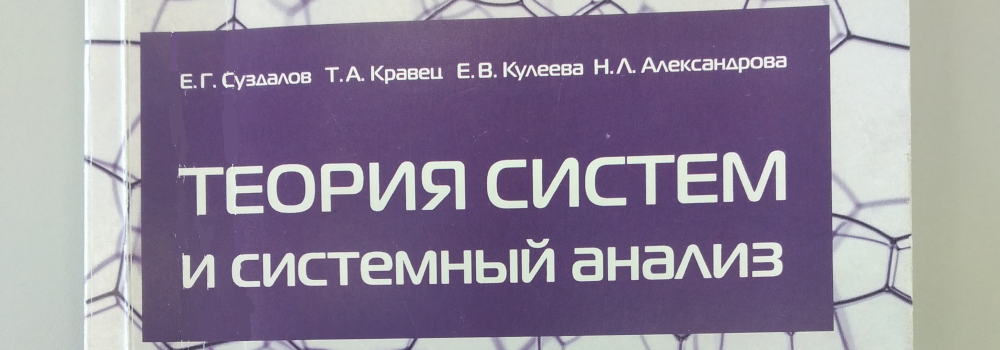 Е. Г. Суздалов Т. А. Кравец Е. В. Кулеева Н. Л. Александрова
ТЕОРИЯ СИСТЕМ
и системный анализ